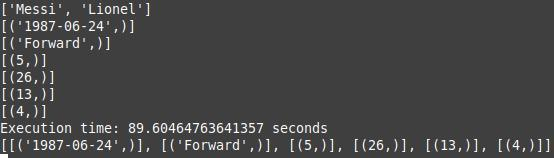 ['Messi', 'Lionel']
[('1987-06-24',)]
[('Forward',)]
[(5,)]
[(26,)]
[(13,)]
[(4,)]
Execution time: 89.60464763641357 seconds
[[('1987-06-24',)], [('Forward',)], [(5,)], [(26,)], [(13,)], [(4,)]]